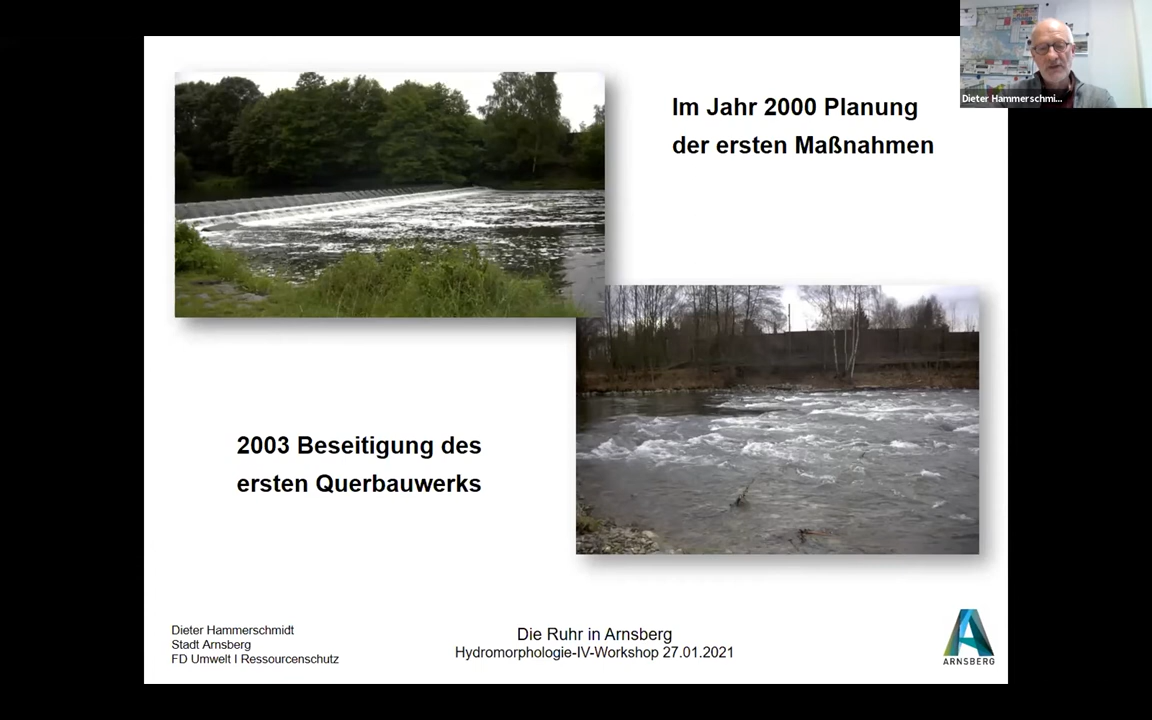 Dieter Hammerschmi...
Im Jahr 2000 Planung
der ersten Maßnahmen
2003 Beseitigung des
ersten Querbauwerks
Dieter Hammerschmidt
Stadt Arnsberg
FD Umwelt I Ressourcenschutz
Die Ruhr in Arnsberg
Hydromorphologie-IV-Workshop 27.01.2021
ARNSBERG